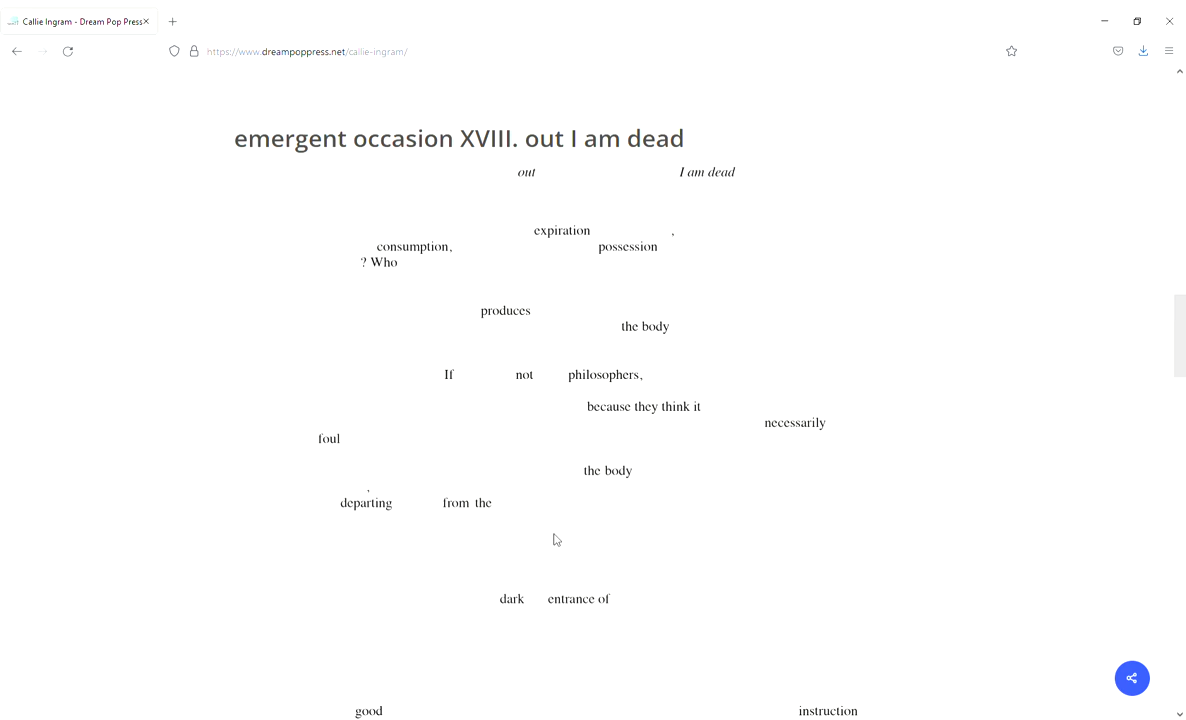 Callie Ingram - Dream Pop Press
https://www.dreampoppress.net/callie-ingram/
emergent occasion XVIII. out I am dead
out I am dead
expiration ,
consumption, possession
? Who
produces
the body
If not philosophers,
because they think it
necessarily
foul
the body
,
departing from the
dark entrance of
good instruction